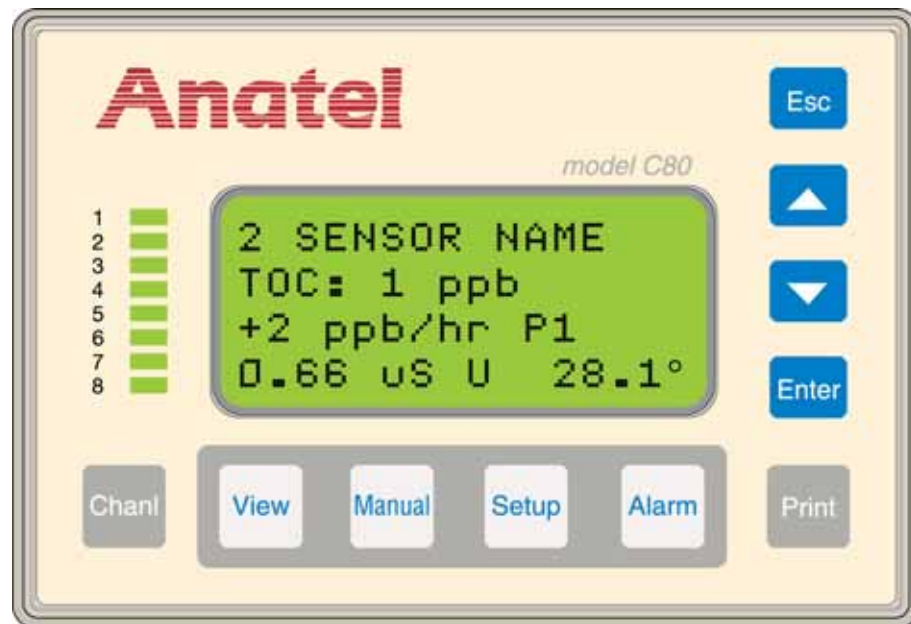 Anatel
model C80
Esc
1
2
3
4
5
6
7
8
2 SENSOR NAME
TOC: 1 ppb
+2 ppb/hr P1
0.66 uS U 28.1°
Enter
Chanl
View
Manual
Setup
Alarm
Print